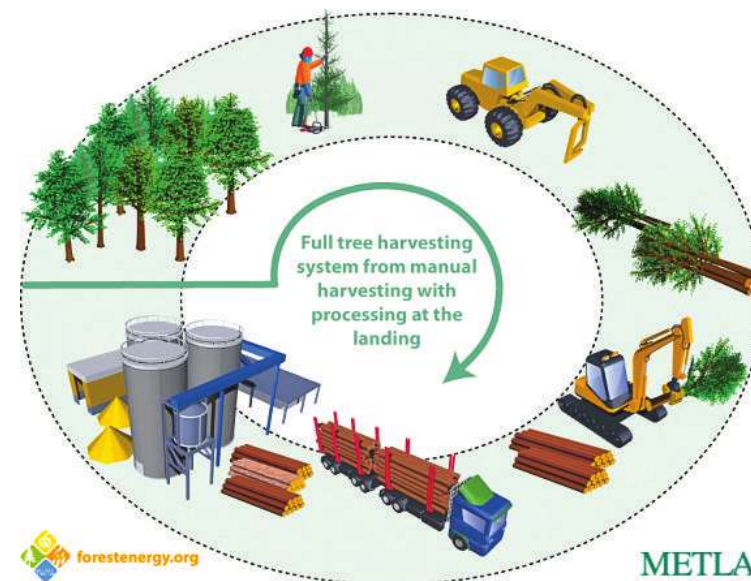 Full tree harvesting
system from manual
harvesting with
processing at the
landing
forestenergy.org
METLA